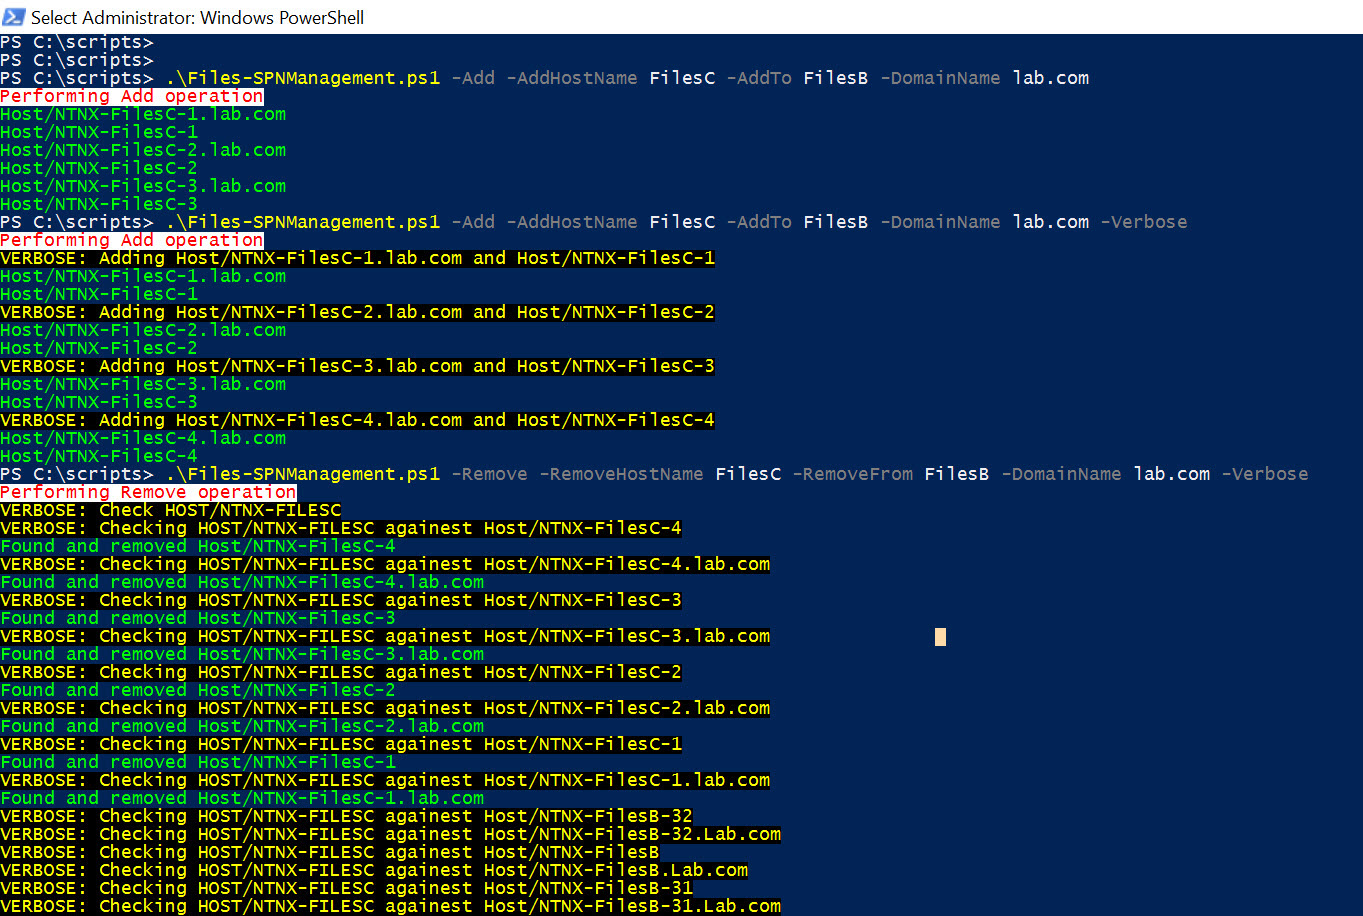 Select Administrator: Windows PowerShell
PS C:\scripts>
PS C:\scripts>
PS C:\scripts> .\Files-SPNManagement.ps1 -Add -AddHostName FilesC -AddTo FilesB -DomainName lab.com
Performing Add operation
Host/NTNX-FilesC-1.lab.com
Host/NTNX-FilesC-1
Host/NTNX-FilesC-2.lab.com
Host/NTNX-FilesC-2
Host/NTNX-FilesC-3.lab.com
Host/NTNX-FilesC-3
PS C:\scripts> .\Files-SPNManagement.ps1 -Add -AddHostName FilesC -AddTo FilesB -DomainName lab.com -Verbose
Performing Add operation
VERBOSE: Adding Host/NTNX-FilesC-1.lab.com and Host/NTNX-FilesC-1
Host/NTNX-FilesC-1.lab.com
Host/NTNX-FilesC-1
VERBOSE: Adding Host/NTNX-FilesC-2.lab.com and Host/NTNX-FilesC-2
Host/NTNX-FilesC-2.lab.com
Host/NTNX-FilesC-2
VERBOSE: Adding Host/NTNX-FilesC-3.lab.com and Host/NTNX-FilesC-3
Host/NTNX-FilesC-3.lab.com
Host/NTNX-FilesC-3
VERBOSE: Adding Host/NTNX-FilesC-4.lab.com and Host/NTNX-FilesC-4
Host/NTNX-FilesC-4.lab.com
Host/NTNX-FilesC-4
PS C:\scripts> .\Files-SPNManagement.ps1 -Remove -RemoveHostName FilesC -RemoveFrom FilesB -DomainName lab.com -Verbose
Performing Remove operation
VERBOSE: Check HOST/NTNX-FILESC
VERBOSE: Checking HOST/NTNX-FILESC againest Host/NTNX-FilesC-4
Found and removed Host/NTNX-FilesC-4
VERBOSE: Checking HOST/NTNX-FILESC againest Host/NTNX-FilesC-4.lab.com
Found and removed Host/NTNX-FilesC-4.lab.com
VERBOSE: Checking HOST/NTNX-FILESC againest Host/NTNX-FilesC-3
Found and removed Host/NTNX-FilesC-3
VERBOSE: Checking HOST/NTNX-FILESC againest Host/NTNX-FilesC-3.lab.com
Found and removed Host/NTNX-FilesC-3.lab.com
VERBOSE: Checking HOST/NTNX-FILESC againest Host/NTNX-FilesC-2
Found and removed Host/NTNX-FilesC-2
VERBOSE: Checking HOST/NTNX-FILESC againest Host/NTNX-FilesC-2.lab.com
Found and removed Host/NTNX-FilesC-2.lab.com
VERBOSE: Checking HOST/NTNX-FILESC againest Host/NTNX-FilesC-1
Found and removed Host/NTNX-FilesC-1
VERBOSE: Checking HOST/NTNX-FILESC againest Host/NTNX-FilesC-1.lab.com
Found and removed Host/NTNX-FilesC-1.lab.com
VERBOSE: Checking HOST/NTNX-FILESC againest Host/NTNX-FilesB-32
VERBOSE: Checking HOST/NTNX-FILESC againest Host/NTNX-FilesB-32.Lab.com
VERBOSE: Checking HOST/NTNX-FILESC againest Host/NTNX-FilesB
VERBOSE: Checking HOST/NTNX-FILESC againest Host/NTNX-FilesB.Lab.com
VERBOSE: Checking HOST/NTNX-FILESC againest Host/NTNX-FilesB-31
VERBOSE: Checking HOST/NTNX-FILESC againest Host/NTNX-FilesB-31.Lab.com